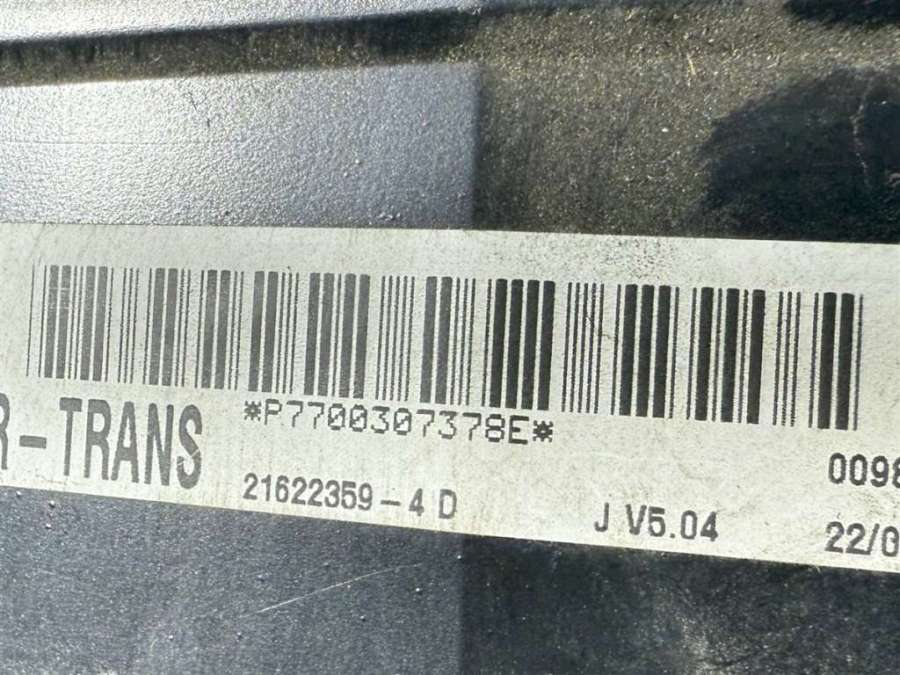 *P7700307378E*
R-TRANS
0098
21622359-4 D
J V5.04
22/0